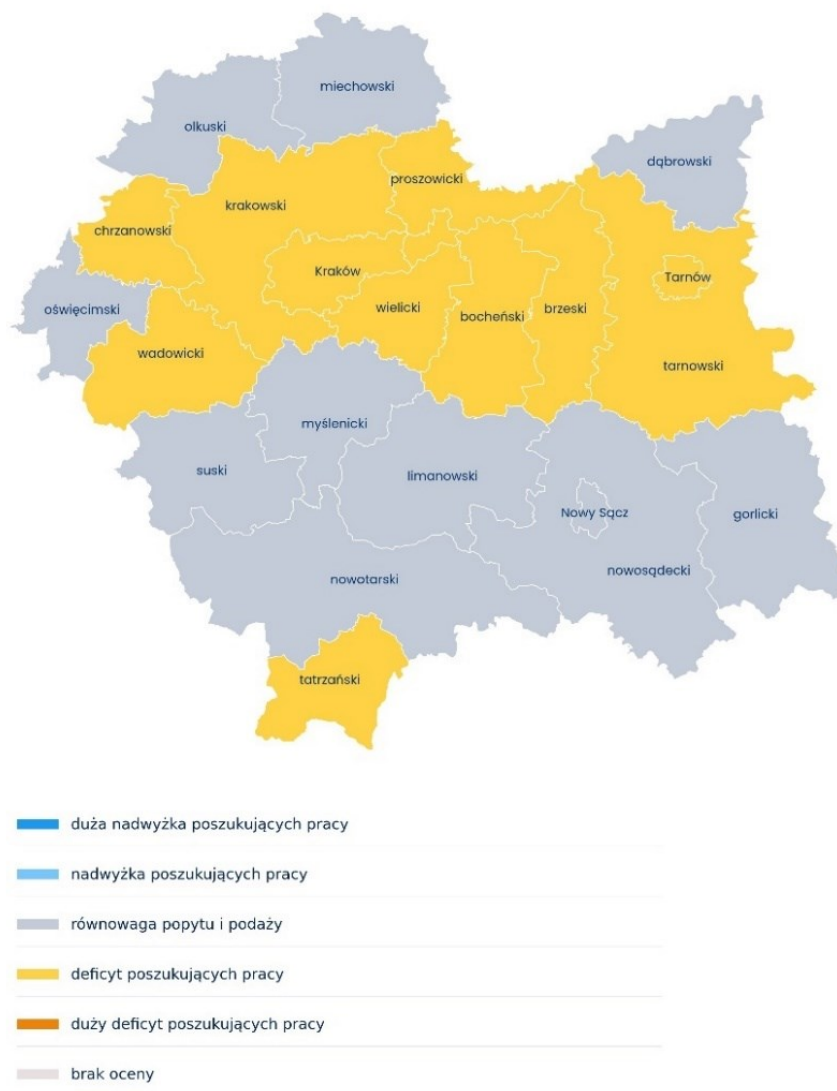 miechowski
olkuski
dąbrowski
proszowicki
krakowski
chrzanowski
Kraków
Tarnów
oświęcimski
wielicki
bocheński
brzeski
wadowicki
tarnowski
myślenicki
suski
limanowski
Nowy Sącz
gorlicki
nowotarski
nowosądecki
tatrzański
duża nadwyżka poszukujących pracy
nadwyżka poszukujących pracy
równowaga popytu i podaży
deficyt poszukujących pracy
duży deficyt poszukujących pracy
brak oceny